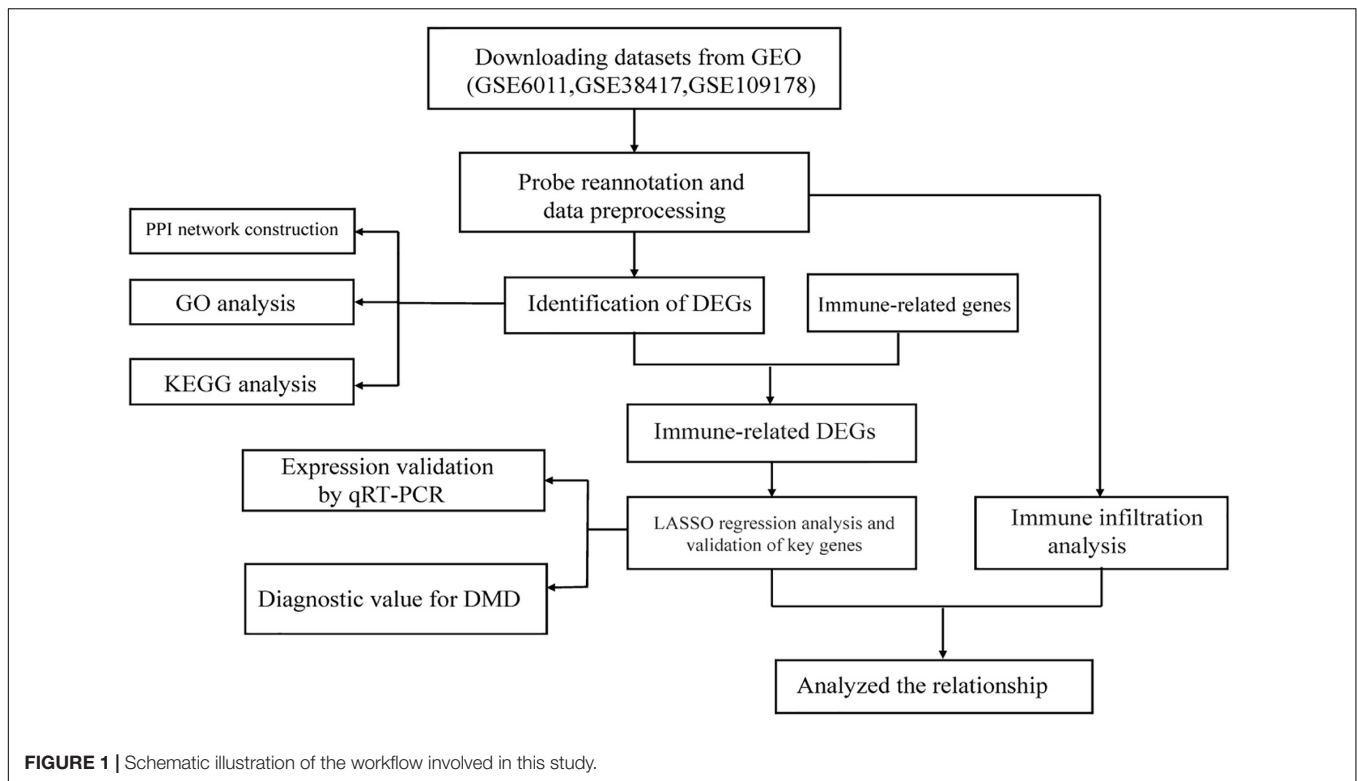 Downloading datasets from GEO
(GSE6011,GSE38417,GSE109178)
Probe reannotation and
data preprocessing
PPI network construction
GO analysis
KEGG analysis
Identification of DEGs
Immune-related genes
Immune-related DEGs
Expression validation
by qRT-PCR
LASSO regression analysis and
validation of key genes
Immune infiltration
analysis
Diagnostic value for DMD
Analyzed the relationship
FIGURE 1 | Schematic illustration of the workflow involved in this study.